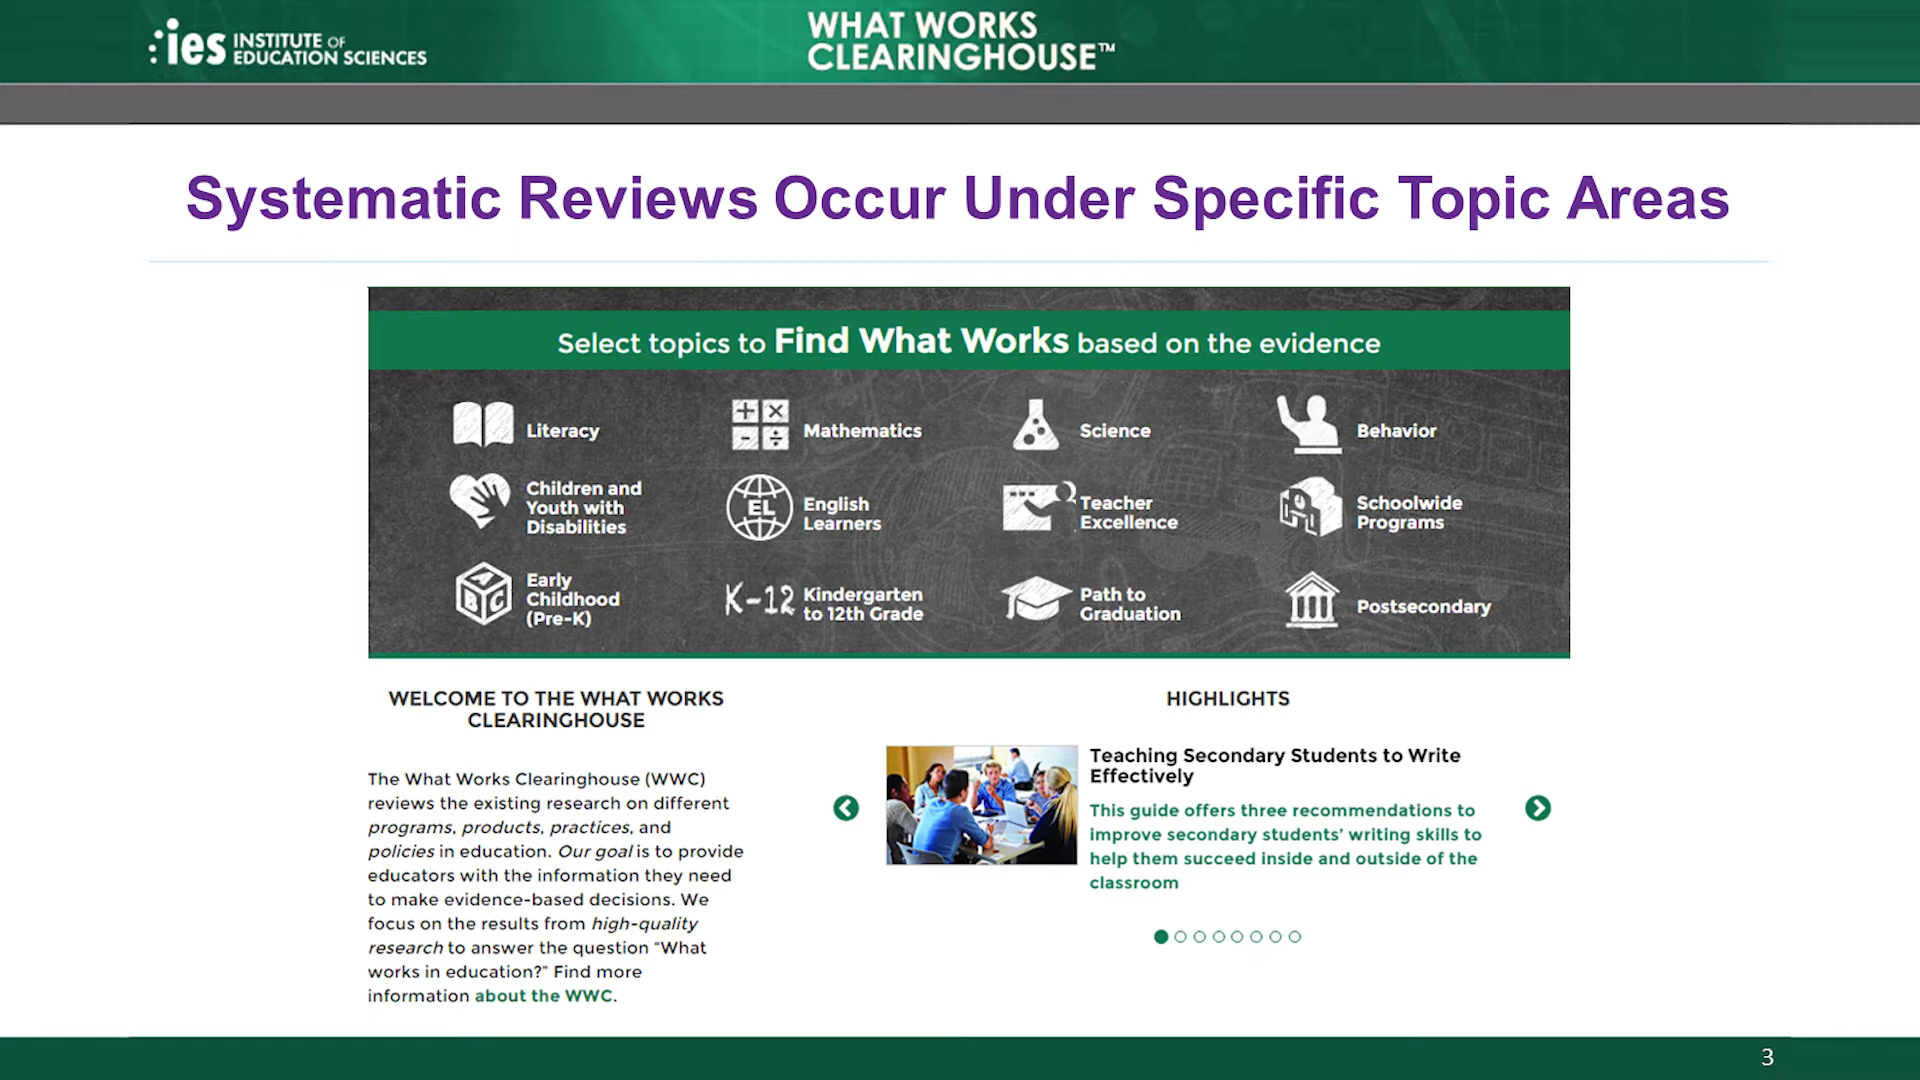 ies INSTITUTE OF
EDUCATION SCIENCES
WHAT WORKS
CLEARINGHOUSE™
Systematic Reviews Occur Under Specific Topic Areas
Select topics to Find What Works based on the evidence
Literacy
Mathematics
Science
Behavior
Children and
Youth with
Disabilities
EL
English
Learners
Teacher
Excellence
Schoolwide
Programs
A
B C
Early
Childhood
(Pre-K)
K-12
Kindergarten
to 12th Grade
Path to
Graduation
Postsecondary
WELCOME TO THE WHAT WORKS
CLEARINGHOUSE
The What Works Clearinghouse (WWC)
reviews the existing research on different
programs, products, practices, and
policies in education. Our goal is to provide
educators with the information they need
to make evidence-based decisions. We
focus on the results from high-quality
research to answer the question “What
works in education?” Find more
information about the WWC.
HIGHLIGHTS
Teaching Secondary Students to Write
Effectively
This guide offers three recommendations to
improve secondary students’ writing skills to
help them succeed inside and outside of the
classroom
3